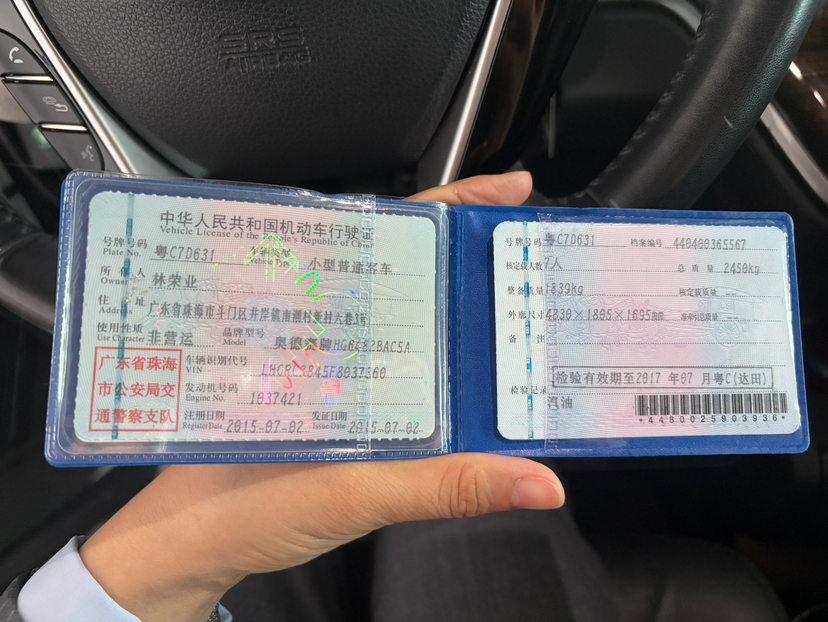 SRS
AIRBAG
中华人民共和国机动车行驶证
Vehicle License of the People's Republic of China
号牌号码 粤C7D631 小型普通客车
Plate No. Vehicle Type
所有人 林荣业
Owner
住址 广东省珠海市斗门区井岸镇南潮村新村六巷3号
Address
使用性质 非营运 品牌型号 奥德赛牌HG6482BAC5A
Use Character Model
广东省珠海
市公安局交
通警察支队
车辆识别代号
VIN
发动机号码 1037421
Engine No.
注册日期 2015-07-02 发证日期 2015-07-02
Register Date Issue Date
号牌号码 粤C7D631 档案编号 440400365567
核定载人数 7人 总质量 2450kg
整备质量 1839kg 核定载质量 --
外廓尺寸 4830×1805×1695mm 准牵引总质量 --
备注
检验有效期至2017年07月粤C(达田)
检验记录
汽油
*4480025903936*